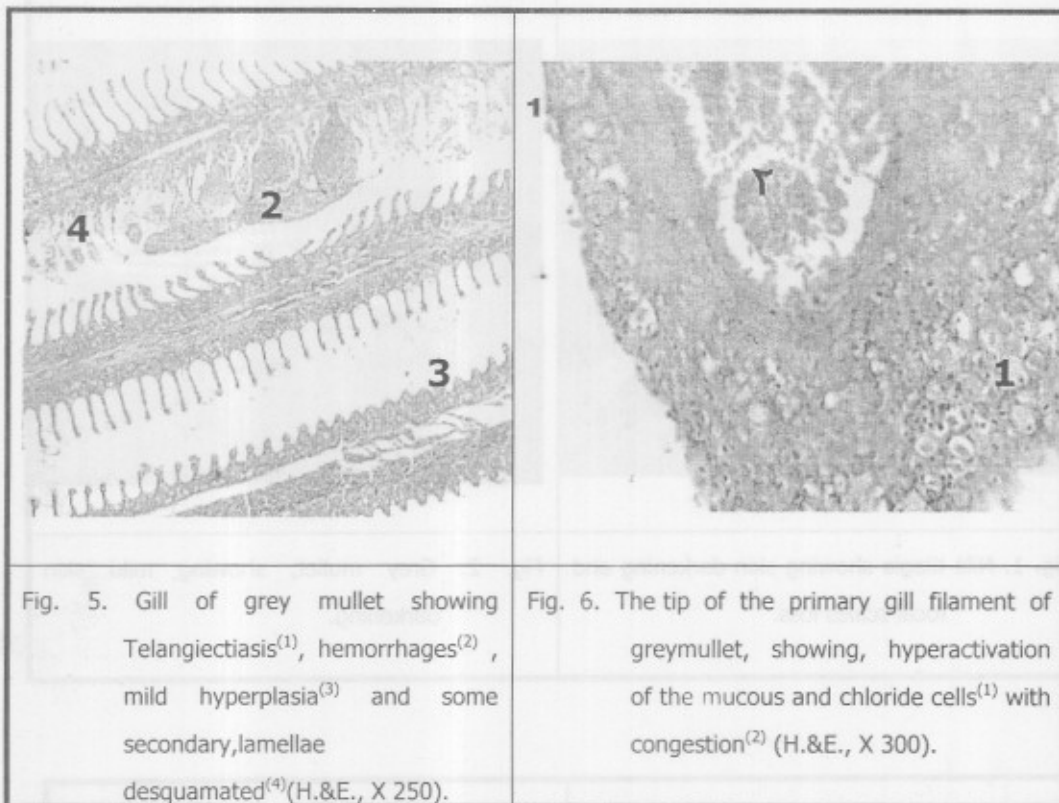 1
٢
2
4
3
1
Fig. 5. Gill of grey mullet showing
Telangiectiasis(1), hemorrhages(2) ,
mild hyperplasia(3) and some
secondary,lamellae
desquamated(4)(H.&E., X 250).
Fig. 6. The tip of the primary gill filament of
greymullet, showing, hyperactivation
of the mucous and chloride cells(1) with
congestion(2) (H.&E., X 300).